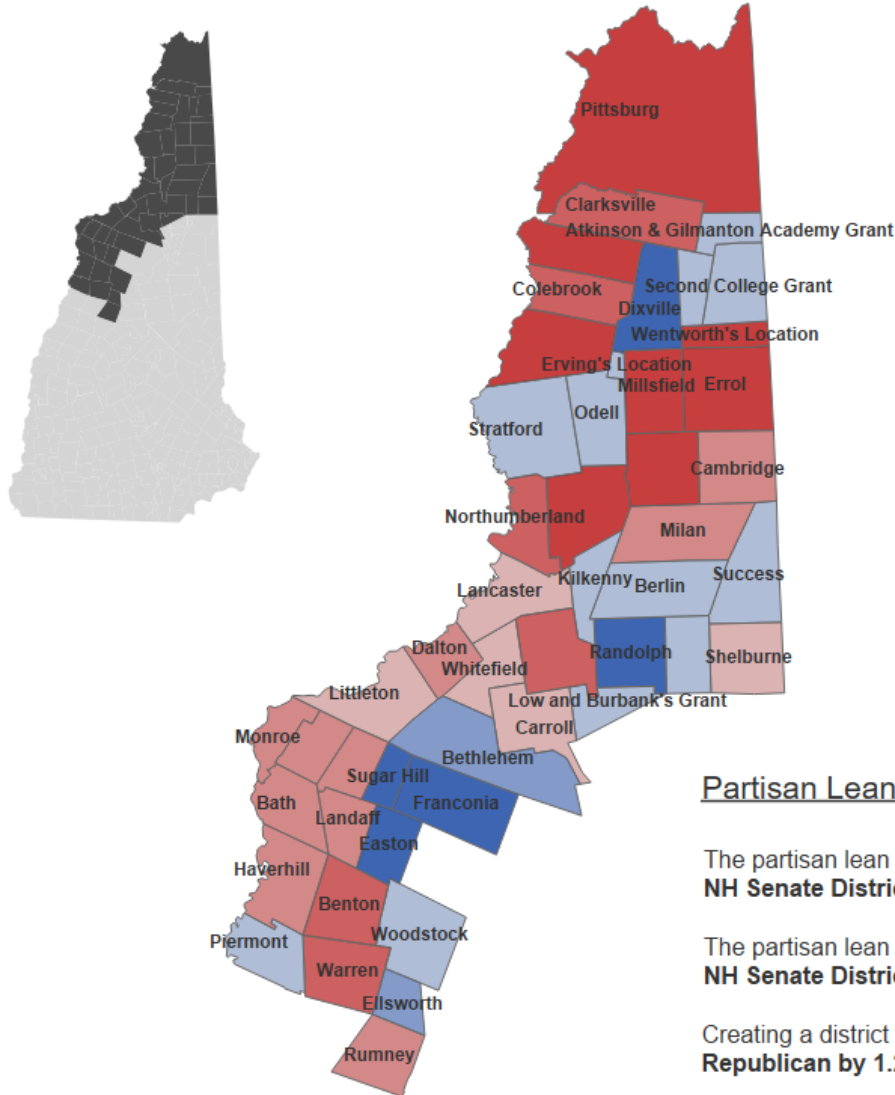 Pittsburg
Clarksville
Atkinson & Gilmanton Academy Grant
Colebrook
Second College Grant
Dixville
Wentworth's Location
Erving's Location
Millsfield
Errol
Odell
Stratford
Cambridge
Northumberland
Milan
Lancaster
Kilkenny
Berlin
Success
Dalton
Whitefield
Randolph
Shelburne
Littleton
Low and Burbank's Grant
Carroll
Monroe
Bethlehem
Sugar Hill
Franconia
Bath
Landaff
Easton
Haverhill
Benton
Piermont
Woodstock
Warren
Ellsworth
Rumney
Partisan Lean
The partisan lean
NH Senate Distri
The partisan lean
NH Senate Distri
Creating a district
Republican by 1.